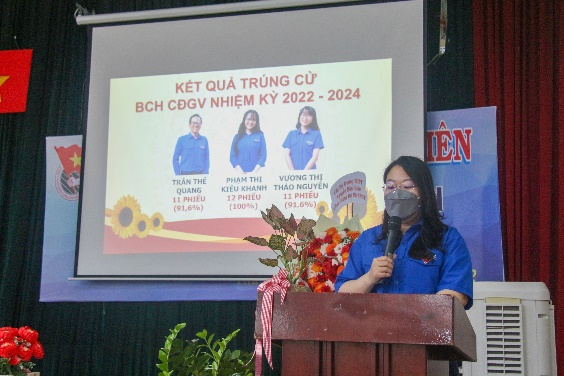 KẾT QUẢ TRÚNG CỬ
BCH CĐGV NHIỆM KỲ 2022 - 2024
TRẦN THẾ
QUANG
11 PHIẾU
(91,6%)
PHẠM THỊ
KIỀU KHANH
12 PHIẾU
(100%)
VƯƠNG THỊ
THẢO NGUYÊN
11 PHIẾU
(91.6%)
IÊN